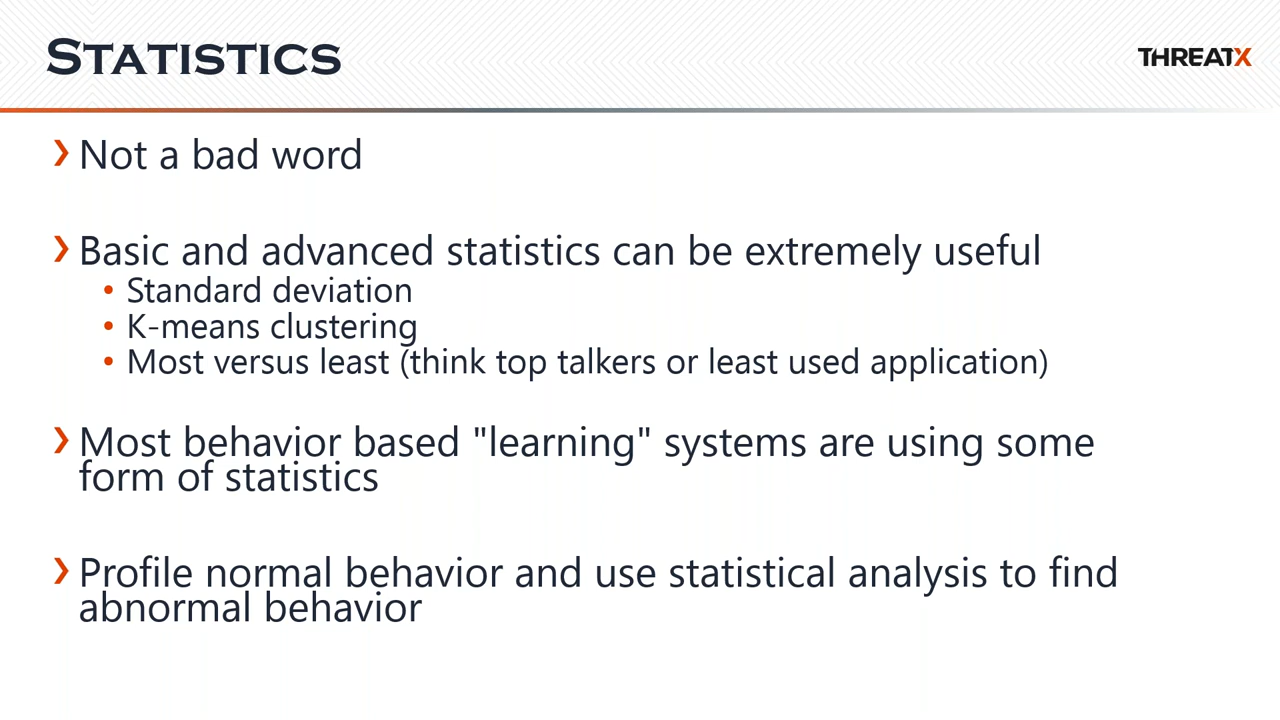 STATISTICS
THREATX
Not a bad word
Basic and advanced statistics can be extremely useful
Standard deviation
K-means clustering
Most versus least (think top talkers or least used application)
Most behavior based "learning" systems are using some
form of statistics
Profile normal behavior and use statistical analysis to find
abnormal behavior